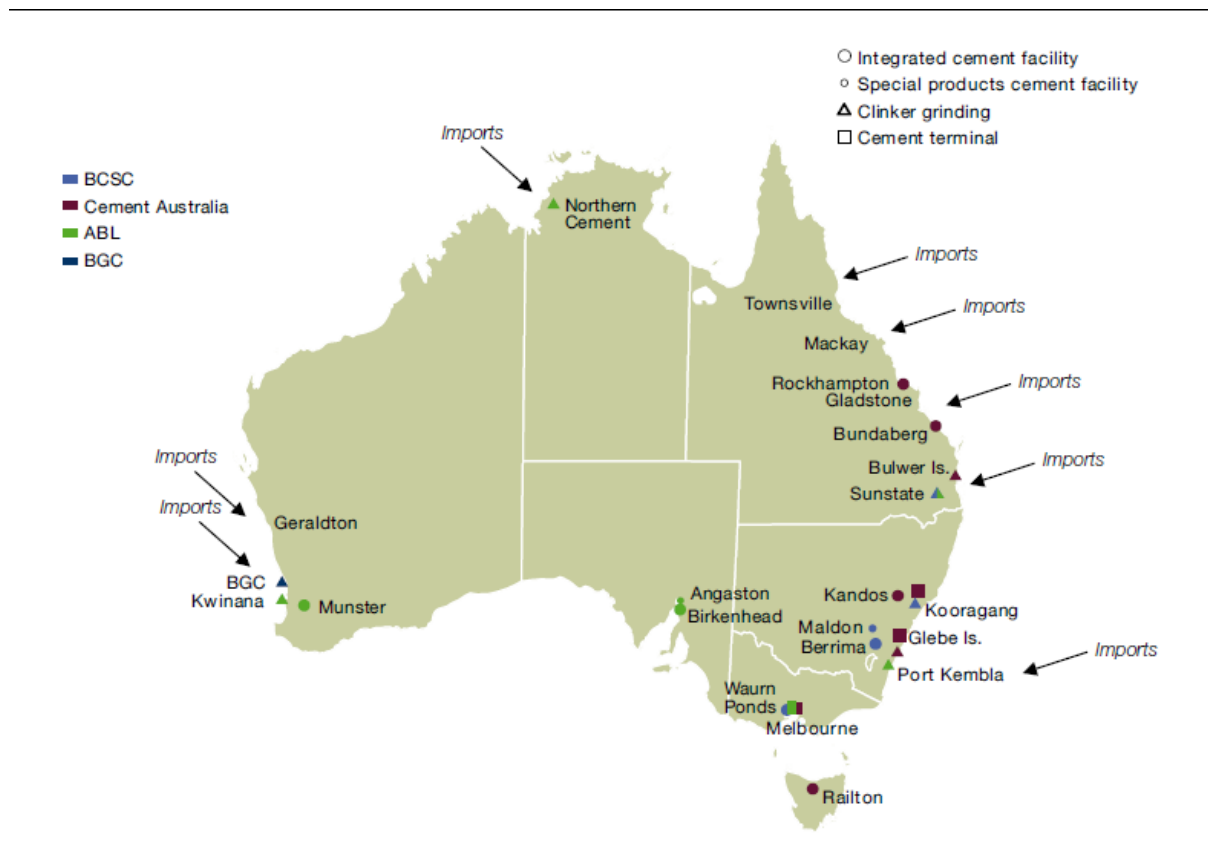 Integrated cement facility
Special products cement facility
Clinker grinding
Cement terminal
Imports
BCSC
Cement Australia
ABL
BGC
Northern
Cement
Imports
Townsville
Imports
Mackay
Imports
Rockhampton
Gladstone
Bundaberg
Imports
Imports
Bulwer Is.
Sunstate
Imports
Geraldton
BGC
Kwinana
Munster
Angaston
Birkenhead
Kandos
Kooragang
Maldon
Berrima
Glebe Is.
Imports
Port Kembla
Waurn
Ponds
Melbourne
Railton